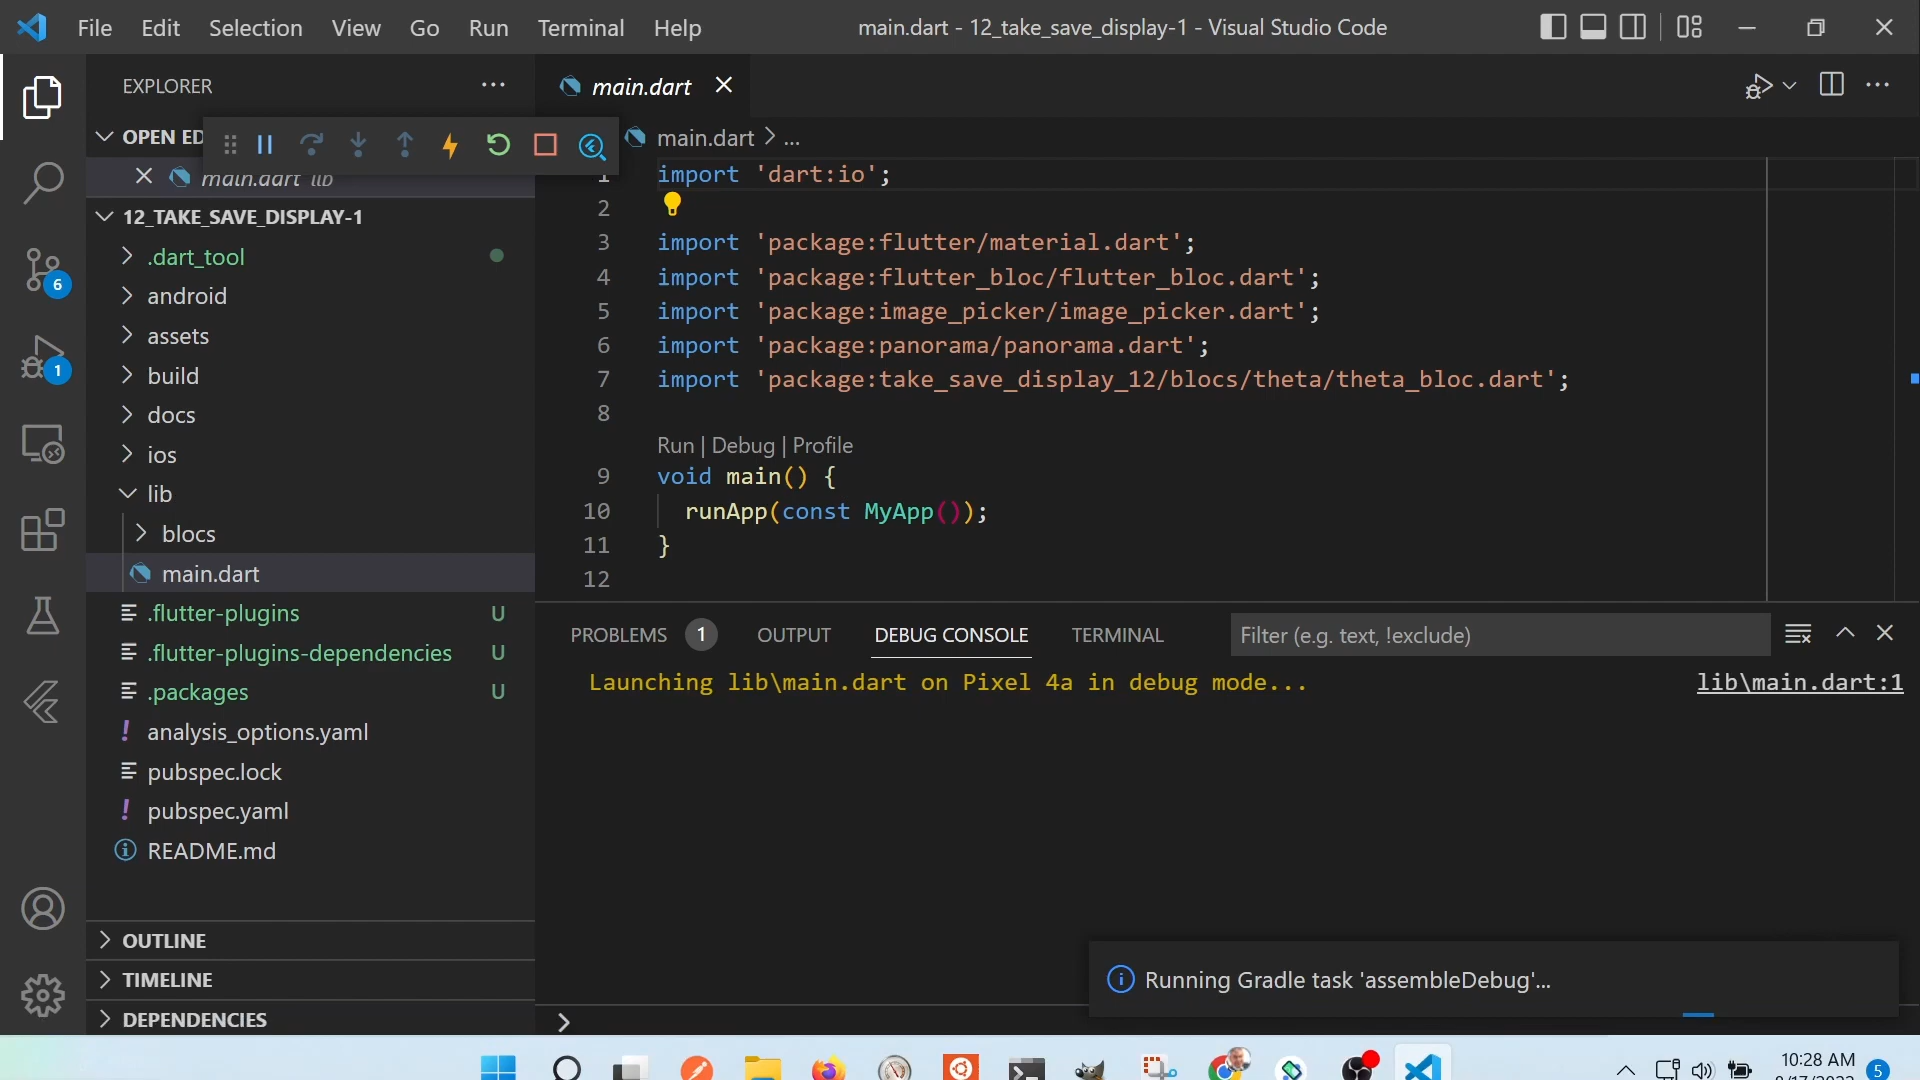 File Edit Selection View Go Run Terminal Help
main.dart - 12_take_save_display-1 - Visual Studio Code
EXPLORER
OPEN ED
main.dart lib
12_TAKE_SAVE_DISPLAY-1
.dart_tool
android
assets
build
docs
ios
lib
blocs
main.dart
.flutter-plugins U
.flutter-plugins-dependencies U
.packages U
analysis_options.yaml
pubspec.lock
pubspec.yaml
README.md
OUTLINE
TIMELINE
DEPENDENCIES
6
1
main.dart
main.dart > ...
1 import 'dart:io';
2
3 import 'package:flutter/material.dart';
4 import 'package:flutter_bloc/flutter_bloc.dart';
5 import 'package:image_picker/image_picker.dart';
6 import 'package:panorama/panorama.dart';
7 import 'package:take_save_display_12/blocs/theta/theta_bloc.dart';
8
Run | Debug | Profile
9 void main() {
10 runApp(const MyApp());
11 }
12
PROBLEMS 1 OUTPUT DEBUG CONSOLE TERMINAL Filter (e.g. text, !exclude)
Launching lib\main.dart on Pixel 4a in debug mode... lib\main.dart:1
Running Gradle task 'assembleDebug'...
10:28 AM
5